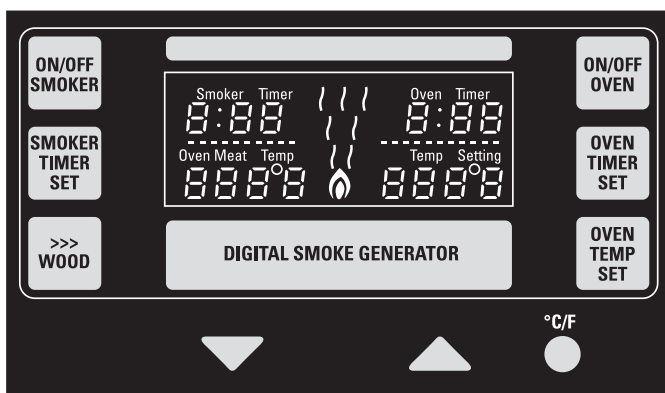 ON/OFF
SMOKER
SMOKER
TIMER
SET
>>>
WOOD
Smoker Timer
8:88
Oven Timer
8:88
Oven Meat Temp
888°8
Temp Setting
888°8
DIGITAL SMOKE GENERATOR
ON/OFF
OVEN
OVEN
TIMER
SET
OVEN
TEMP
SET
°C/F